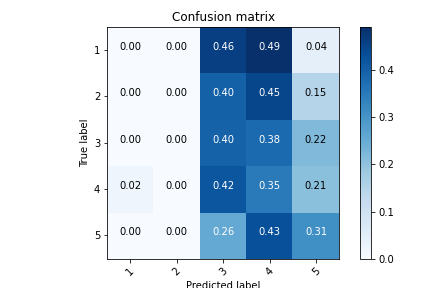 Confusion matrix
1 0.00 0.00 0.46 0.49 0.04
2 0.00 0.00 0.40 0.45 0.15
3 0.00 0.00 0.40 0.38 0.22
4 0.02 0.00 0.42 0.35 0.21
5 0.00 0.00 0.26 0.43 0.31
1 2 3 4 5
True label
Predicted label
0.4
0.3
0.2
0.1
0.0